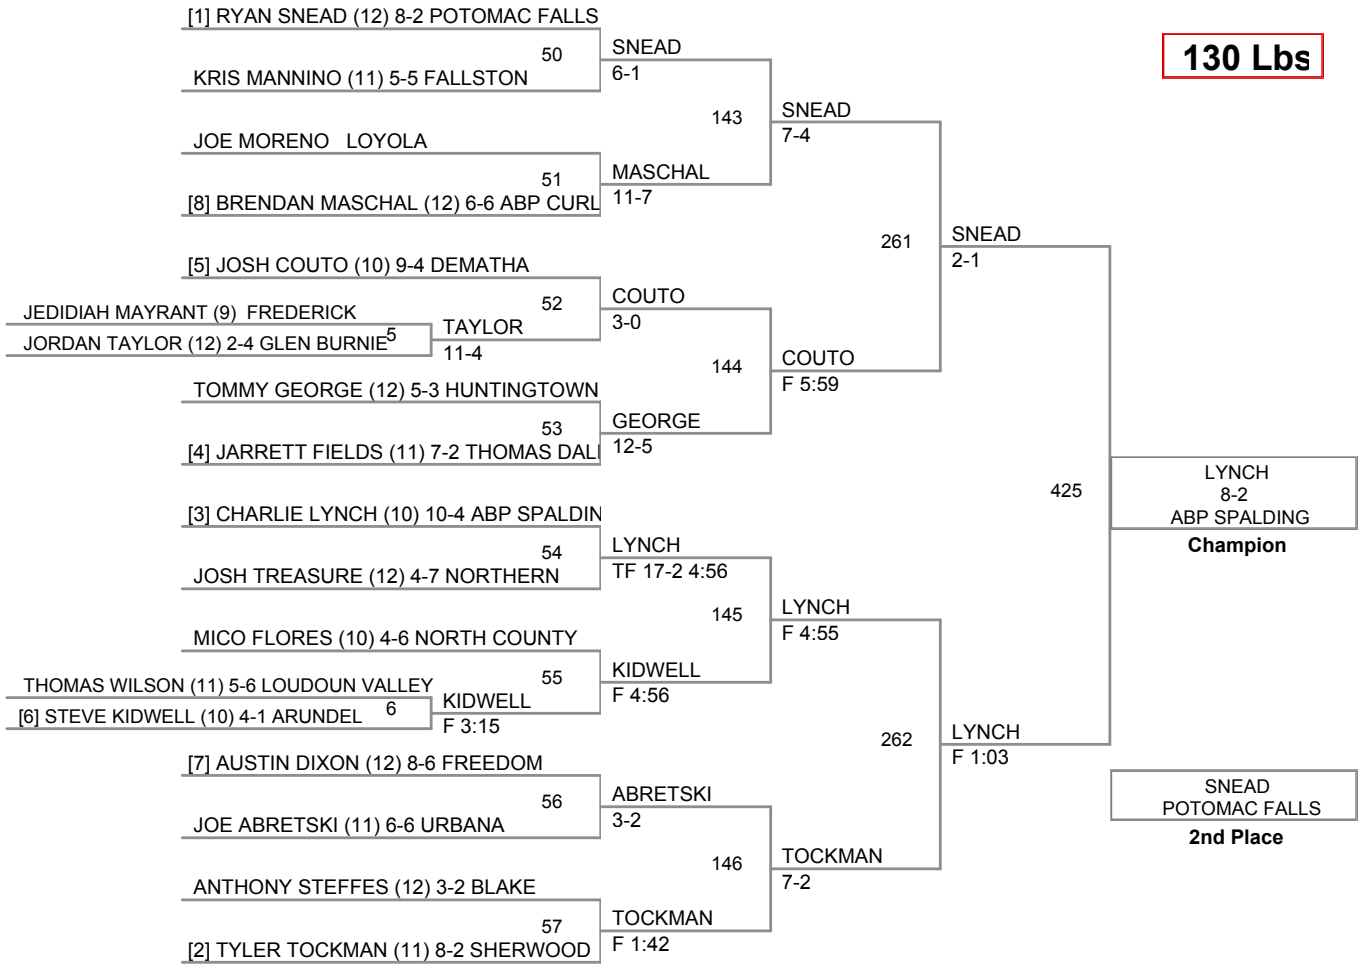 [1] RYAN SNEAD (12) 8-2 POTOMAC FALLS
50
SNEAD
6-1
130 Lbs
KRIS MANNINO (11) 5-5 FALLSTON
143
SNEAD
7-4
JOE MORENO LOYOLA
51
MASCHAL
11-7
[8] BRENDAN MASCHAL (12) 6-6 ABP CURL
261
SNEAD
2-1
[5] JOSH COUTO (10) 9-4 DEMATHA
52
COUTO
3-0
JEDIDIAH MAYRANT (9) FREDERICK
5
TAYLOR
11-4
JORDAN TAYLOR (12) 2-4 GLEN BURNIE
144
COUTO
F 5:59
TOMMY GEORGE (12) 5-3 HUNTINGTOWN
53
GEORGE
12-5
[4] JARRETT FIELDS (11) 7-2 THOMAS DAL
425
LYNCH
8-2
ABP SPALDING
Champion
[3] CHARLIE LYNCH (10) 10-4 ABP SPALDIN
54
LYNCH
TF 17-2 4:56
JOSH TREASURE (12) 4-7 NORTHERN
145
LYNCH
F 4:55
MICO FLORES (10) 4-6 NORTH COUNTY
55
KIDWELL
F 4:56
THOMAS WILSON (11) 5-6 LOUDOUN VALLEY
6
KIDWELL
F 3:15
[6] STEVE KIDWELL (10) 4-1 ARUNDEL
262
LYNCH
F 1:03
[7] AUSTIN DIXON (12) 8-6 FREEDOM
56
ABRETSKI
3-2
JOE ABRETSKI (11) 6-6 URBANA
SNEAD
POTOMAC FALLS
2nd Place
146
TOCKMAN
7-2
ANTHONY STEFFES (12) 3-2 BLAKE
57
TOCKMAN
F 1:42
[2] TYLER TOCKMAN (11) 8-2 SHERWOOD